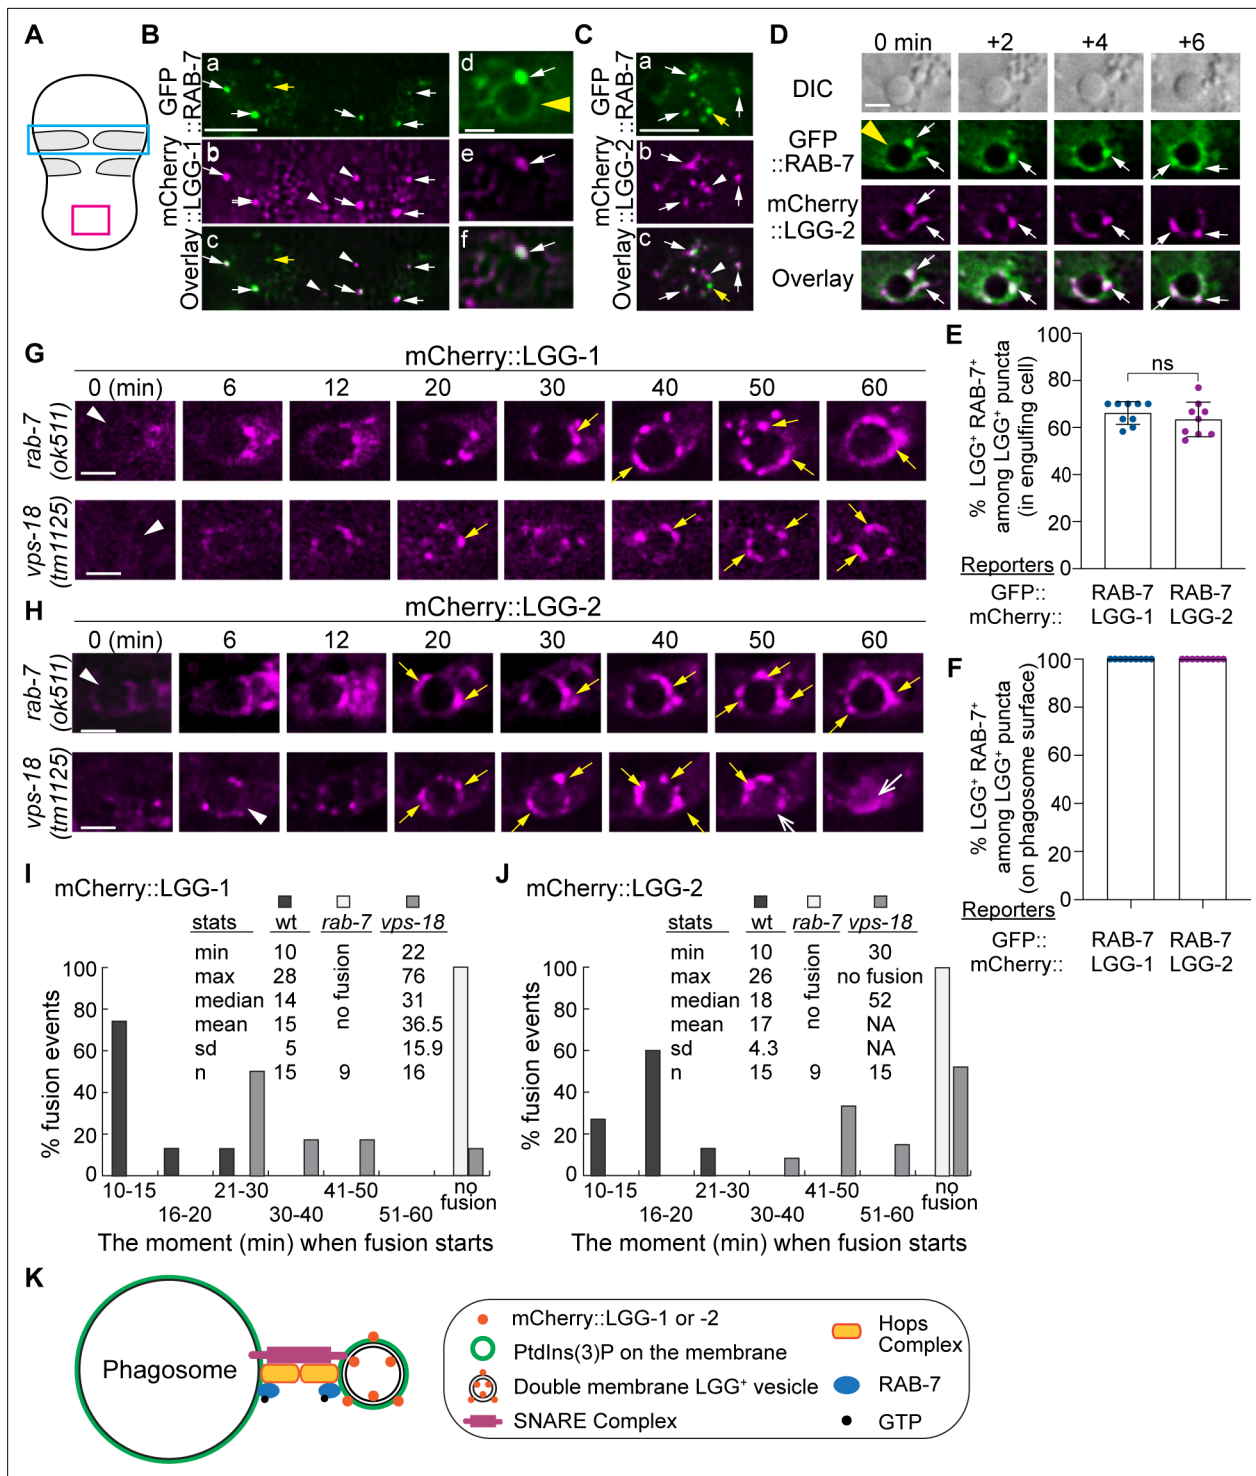 A
B
GFP
::RAB-7
mCherry
::LGG-1
Overlay
a
b
c
d
e
f
C
GFP
::RAB-7
mCherry
::LGG-2
Overlay
a
b
c
D
0 min +2 +4 +6
DIC
GFP
::RAB-7
mCherry
::LGG-2
Overlay
E
% LGG+ RAB-7+
among LGG+ puncta
(in engulfing cell)
100
80
60
40
20
0
ns
Reporters
GFP:: RAB-7 RAB-7
mCherry:: LGG-1 LGG-2
F
% LGG+ RAB-7+
among LGG+ puncta
(on phagosome surface)
100
80
60
40
20
0
Reporters
GFP:: RAB-7 RAB-7
mCherry:: LGG-1 LGG-2
G
mCherry::LGG-1
0 (min) 6 12 20 30 40 50 60
rab-7
(ok511)
vps-18
(tm1125)
H
mCherry::LGG-2
0 (min) 6 12 20 30 40 50 60
rab-7
(ok511)
vps-18
(tm1125)
I
mCherry::LGG-1
stats wt rab-7 vps-18
min 10 22
max 28 76
median 14 31
mean 15 36.5
sd 5 15.9
n 15 9 16
no fusion
% fusion events
100
80
60
40
20
0
10-15 21-30 41-50 no
fusion
16-20 30-40 51-60
The moment (min) when fusion starts
J
mCherry::LGG-2
stats wt rab-7 vps-18
min 10 30
max 26 no fusion
median 18 52
mean 17 NA
sd 4.3 NA
n 15 9 15
no fusion
% fusion events
100
80
60
40
20
0
10-15 21-30 41-50 no
fusion
16-20 30-40 51-60
The moment (min) when fusion starts
K
Phagosome
mCherry::LGG-1 or -2
PtdIns(3)P on the membrane
Double membrane LGG+ vesicle
SNARE Complex
Hops
Complex
RAB-7
GTP